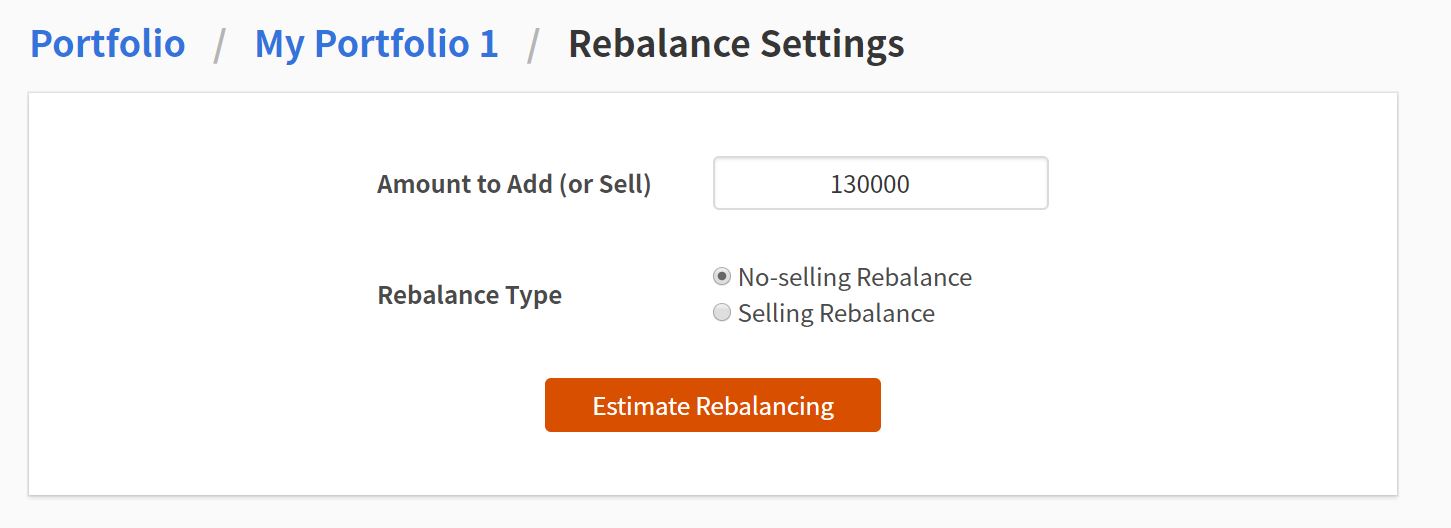 Portfolio / My Portfolio 1 / Rebalance Settings
Amount to Add (or Sell) 130000
Rebalance Type
No-selling Rebalance
Selling Rebalance
Estimate Rebalancing